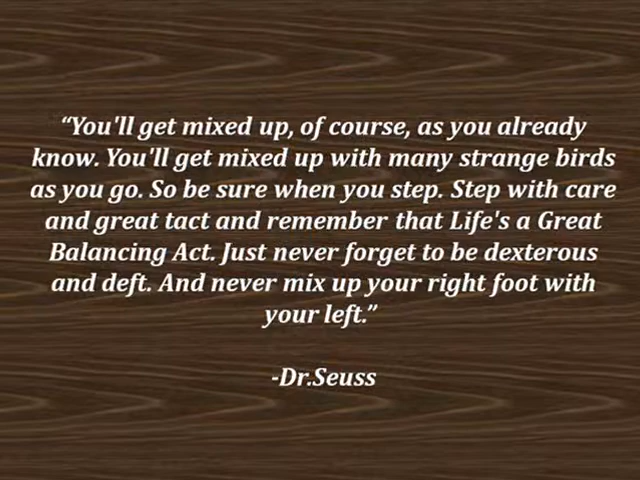 “You'll get mixed up, of course, as you already
know. You'll get mixed up with many strange birds
as you go. So be sure when you step. Step with care
and great tact and remember that Life's a Great
Balancing Act. Just never forget to be dexterous
and deft. And never mix up your right foot with
your left.”
-Dr.Seuss